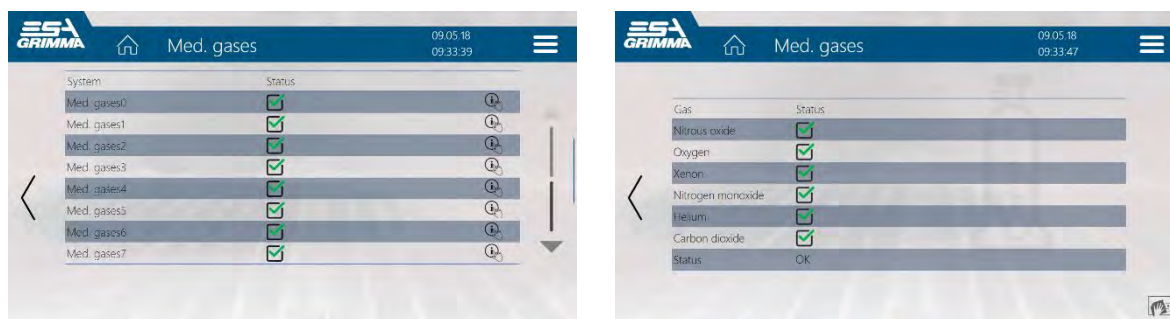 ESA
GRIMMA
Med. gases
09.05.18
09:33:39
System Status
Med. gases0
Med. gases1
Med. gases2
Med. gases3
Med. gases4
Med. gases5
Med. gases6
Med. gases7
ESA
GRIMMA
Med. gases
09.05.18
09:33:47
Gas Status
Nitrous oxide
Oxygen
Xenon
Nitrogen monoxide
Helium
Carbon dioxide
Status OK